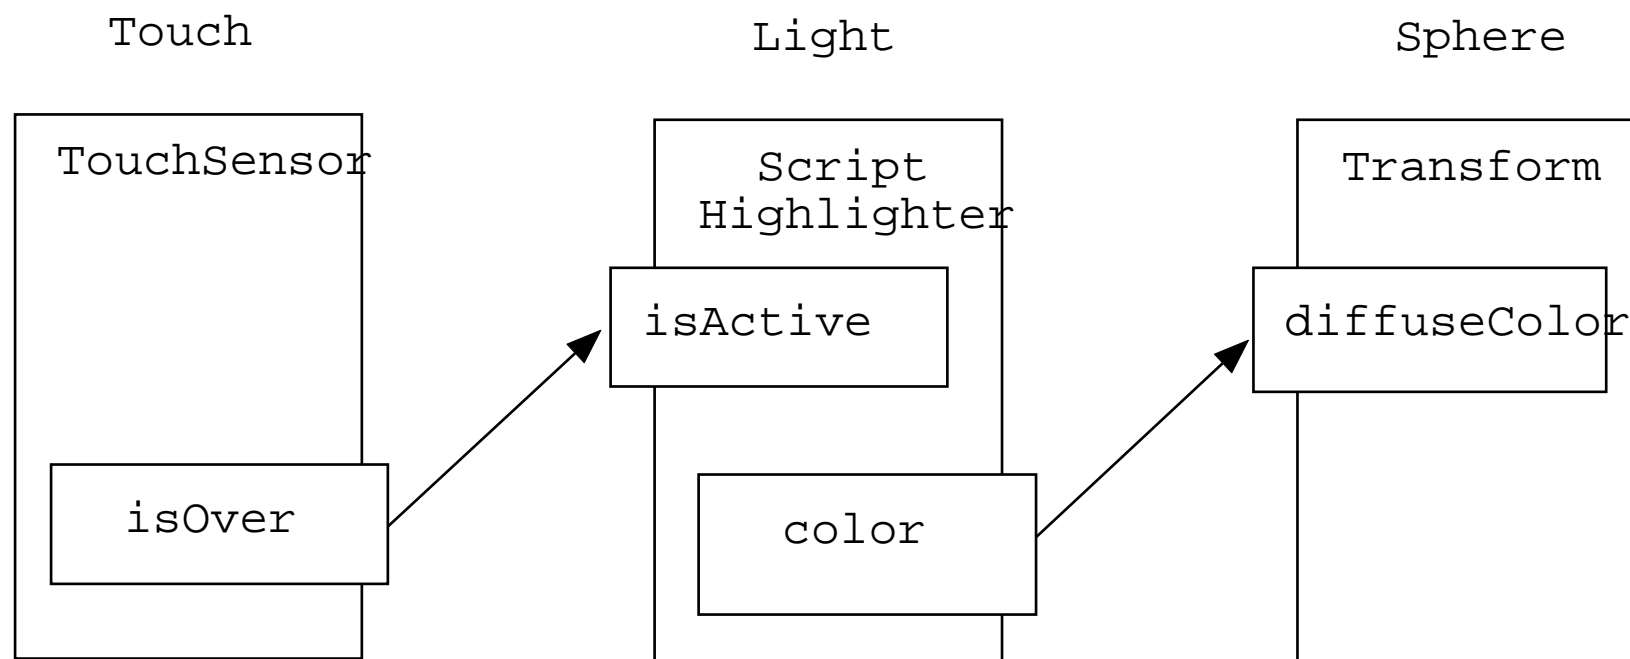 Touch
Light
Sphere
TouchSensor
Script
Highlighter
Transform
isActive
diffuseColor
isOver
color